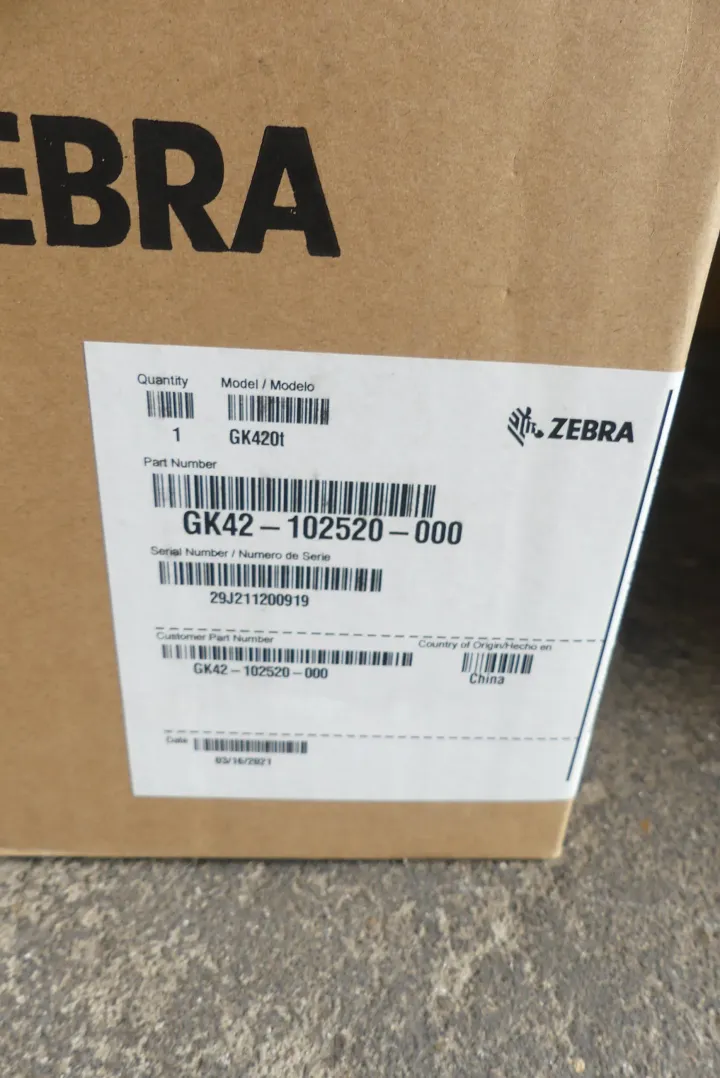 EBRA
Quantity
Model / Modelo
1
GK420t
ZEBRA
Part Number
GK42-102520-000
Serial Number / Numero de Serie
29J211200919
Customer Part Number
Country of Origin/Hecho en
GK42-102520-000
China
Date
03/16/2021